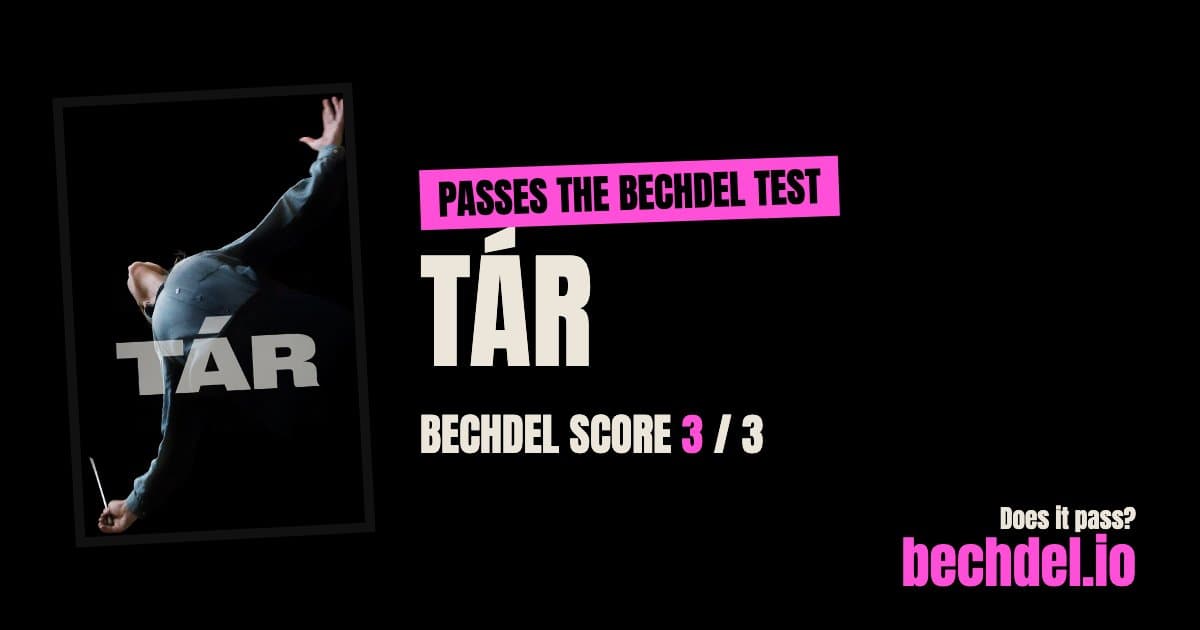 TÁR
PASSES THE BECHDEL TEST
TÁR
BECHDEL SCORE 3 / 3
Does it pass?
bechdel.io